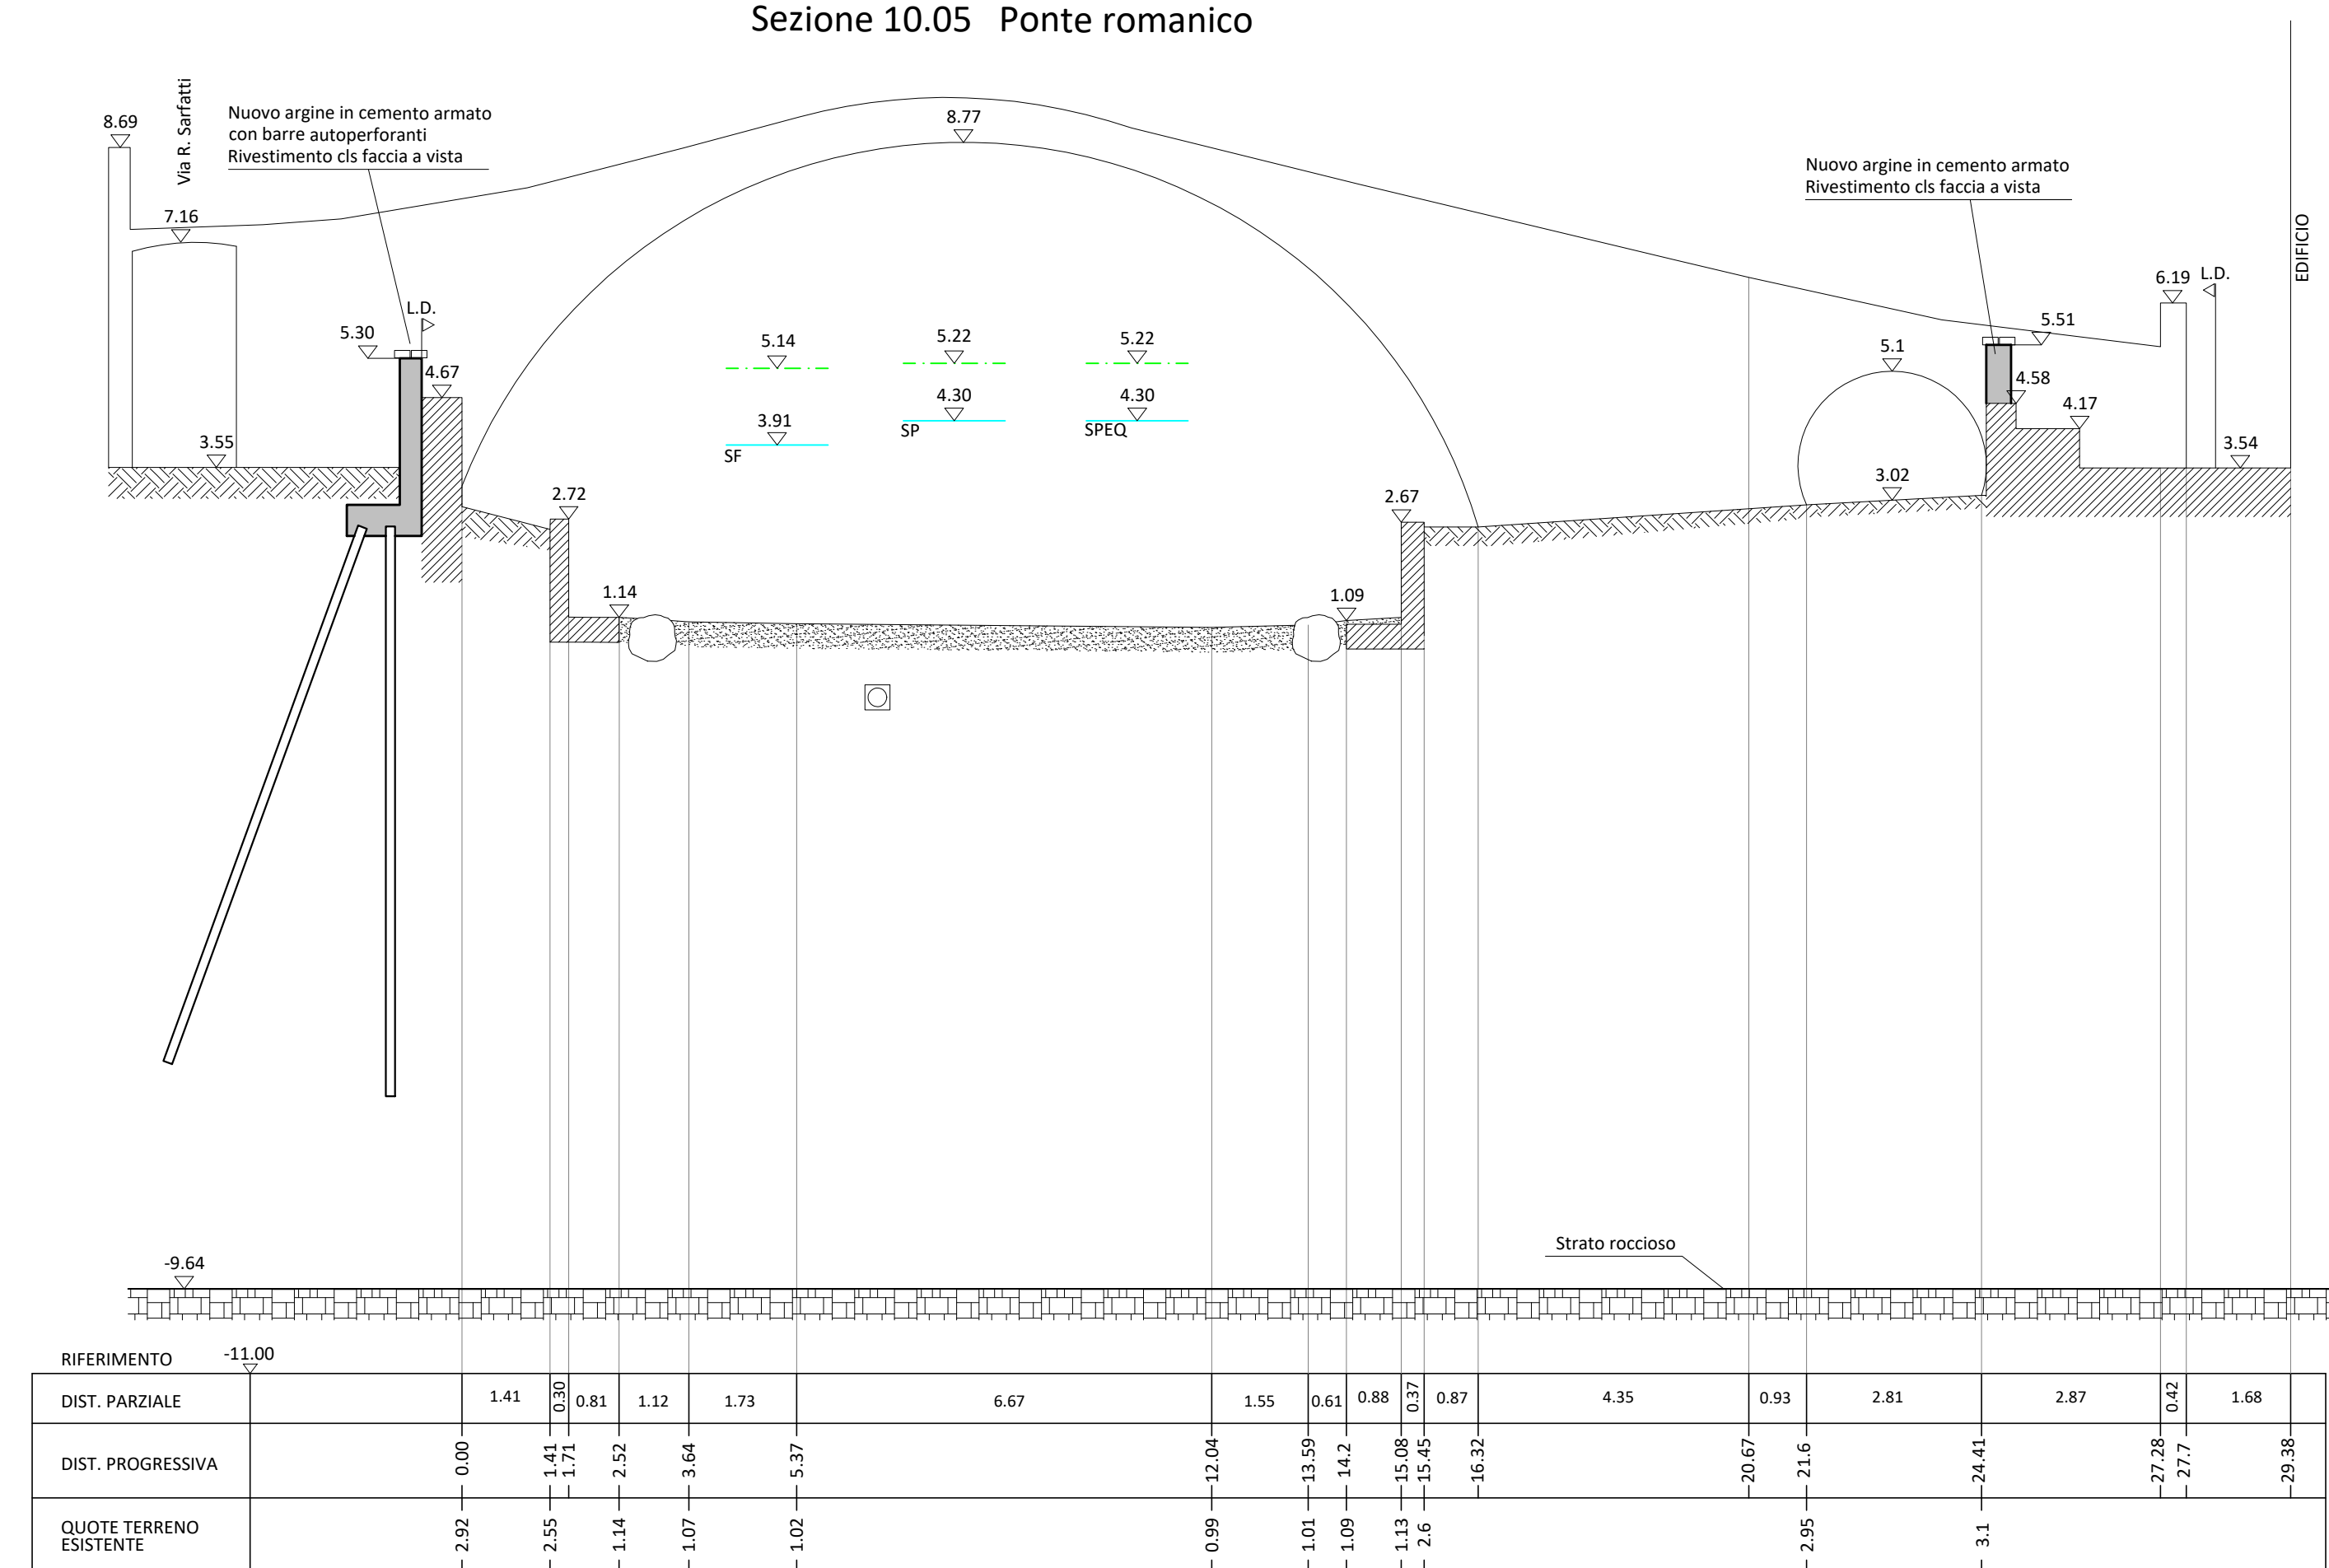 Sezione 10.05 Ponte romanico
8.69
Via R. Sarfatti
Nuovo argine in cemento armato
con barre autoperforanti
Rivestimento cls faccia a vista
8.77
Nuovo argine in cemento armato
Rivestimento cls faccia a vista
EDIFICIO
7.16
L.D.
5.30
4.67
3.55
5.14
5.22
5.22
3.91
4.30
4.30
SF
SP
SPEQ
6.19
L.D.
5.51
5.1
4.58
4.17
3.54
3.02
2.72
2.67
1.14
1.09
Strato roccioso
-9.64
RIFERIMENTO -11.00
DIST. PARZIALE 1.41 0.30 0.81 1.12 1.73 6.67 1.55 0.61 0.88 0.37 0.87 4.35 0.93 2.81 2.87 0.42 1.68
DIST. PROGRESSIVA 0.00 1.41 1.71 2.52 3.64 5.37 12.04 13.59 14.2 15.08 15.45 16.32 20.67 21.6 24.41 27.28 27.7 29.38
QUOTE TERRENO
ESISTENTE 2.92 2.55 1.14 1.07 1.02 0.99 1.01 1.09 1.13 2.6 2.95 3.1